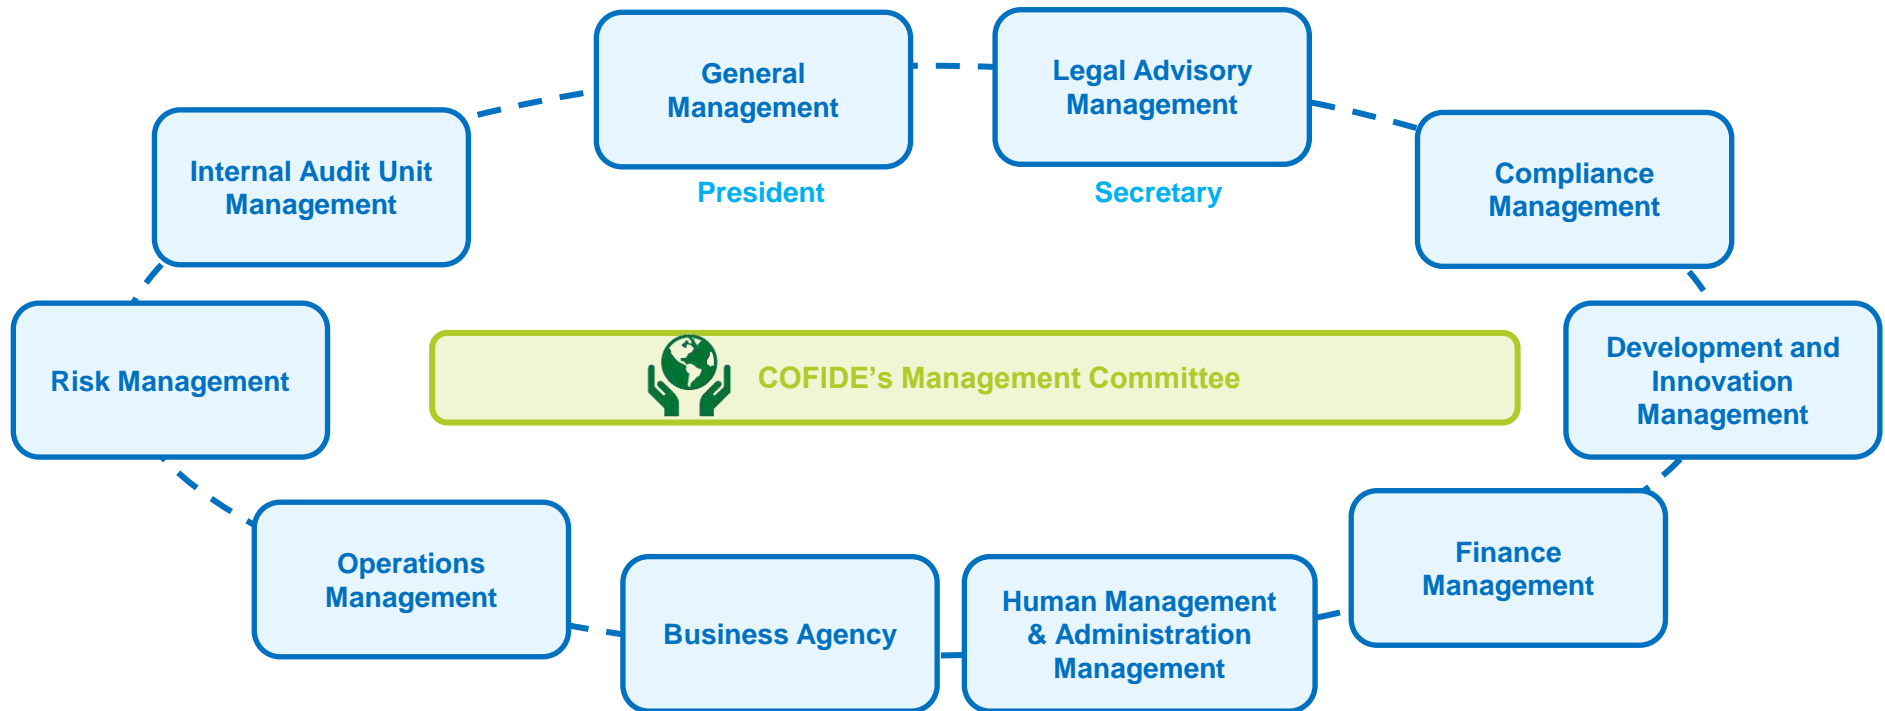 General
Management
President
Legal Advisory
Management
Secretary
Internal Audit Unit
Management
Compliance
Management
Risk Management
COFIDE’s Management Committee
Development and
Innovation
Management
Operations
Management
Business Agency
Human Management
& Administration
Management
Finance
Management